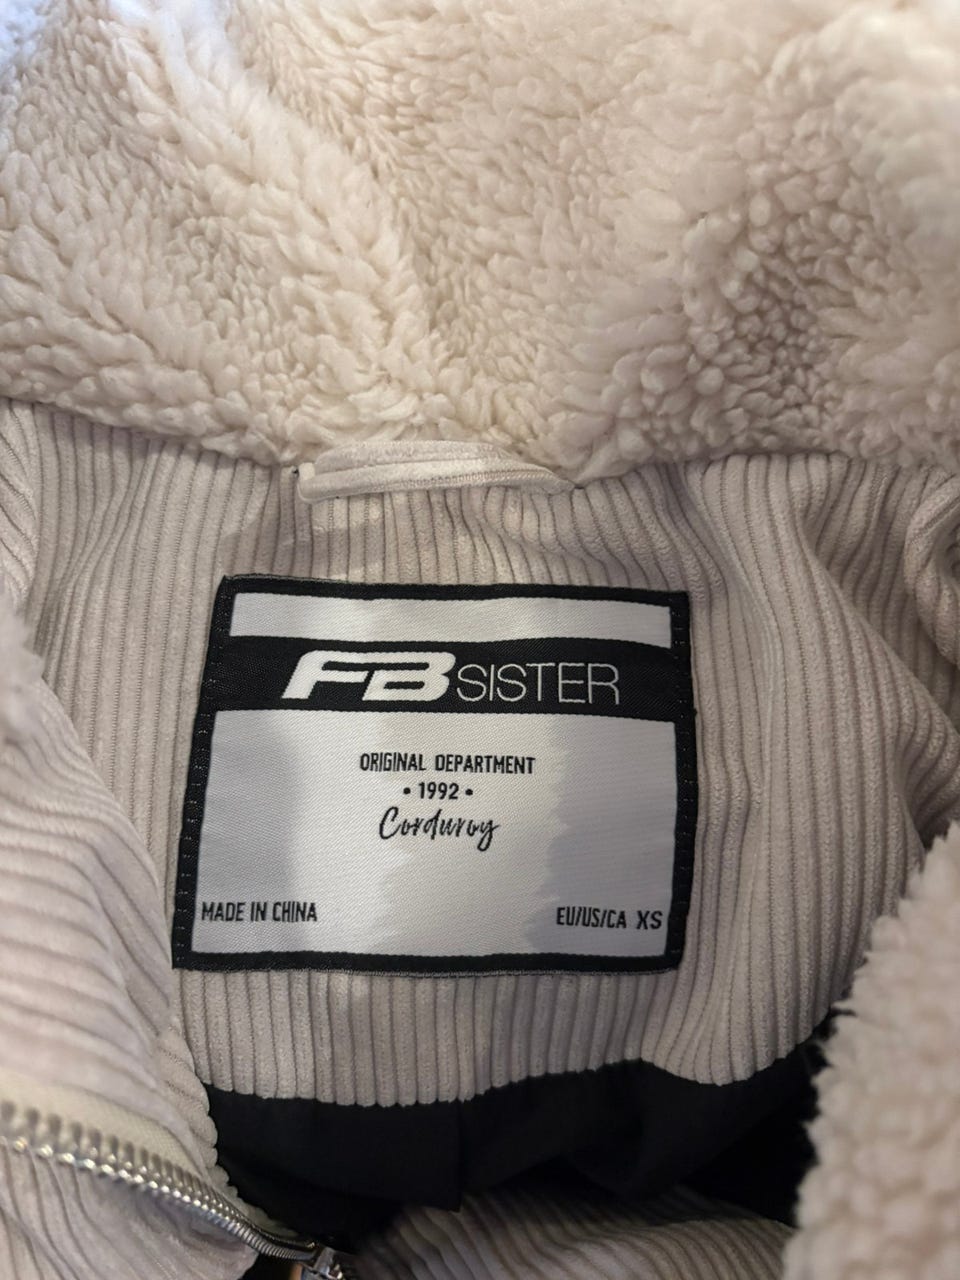 FB SISTER
ORIGINAL DEPARTMENT
• 1992 •
Corduroy
MADE IN CHINA
EU/US/CA XS